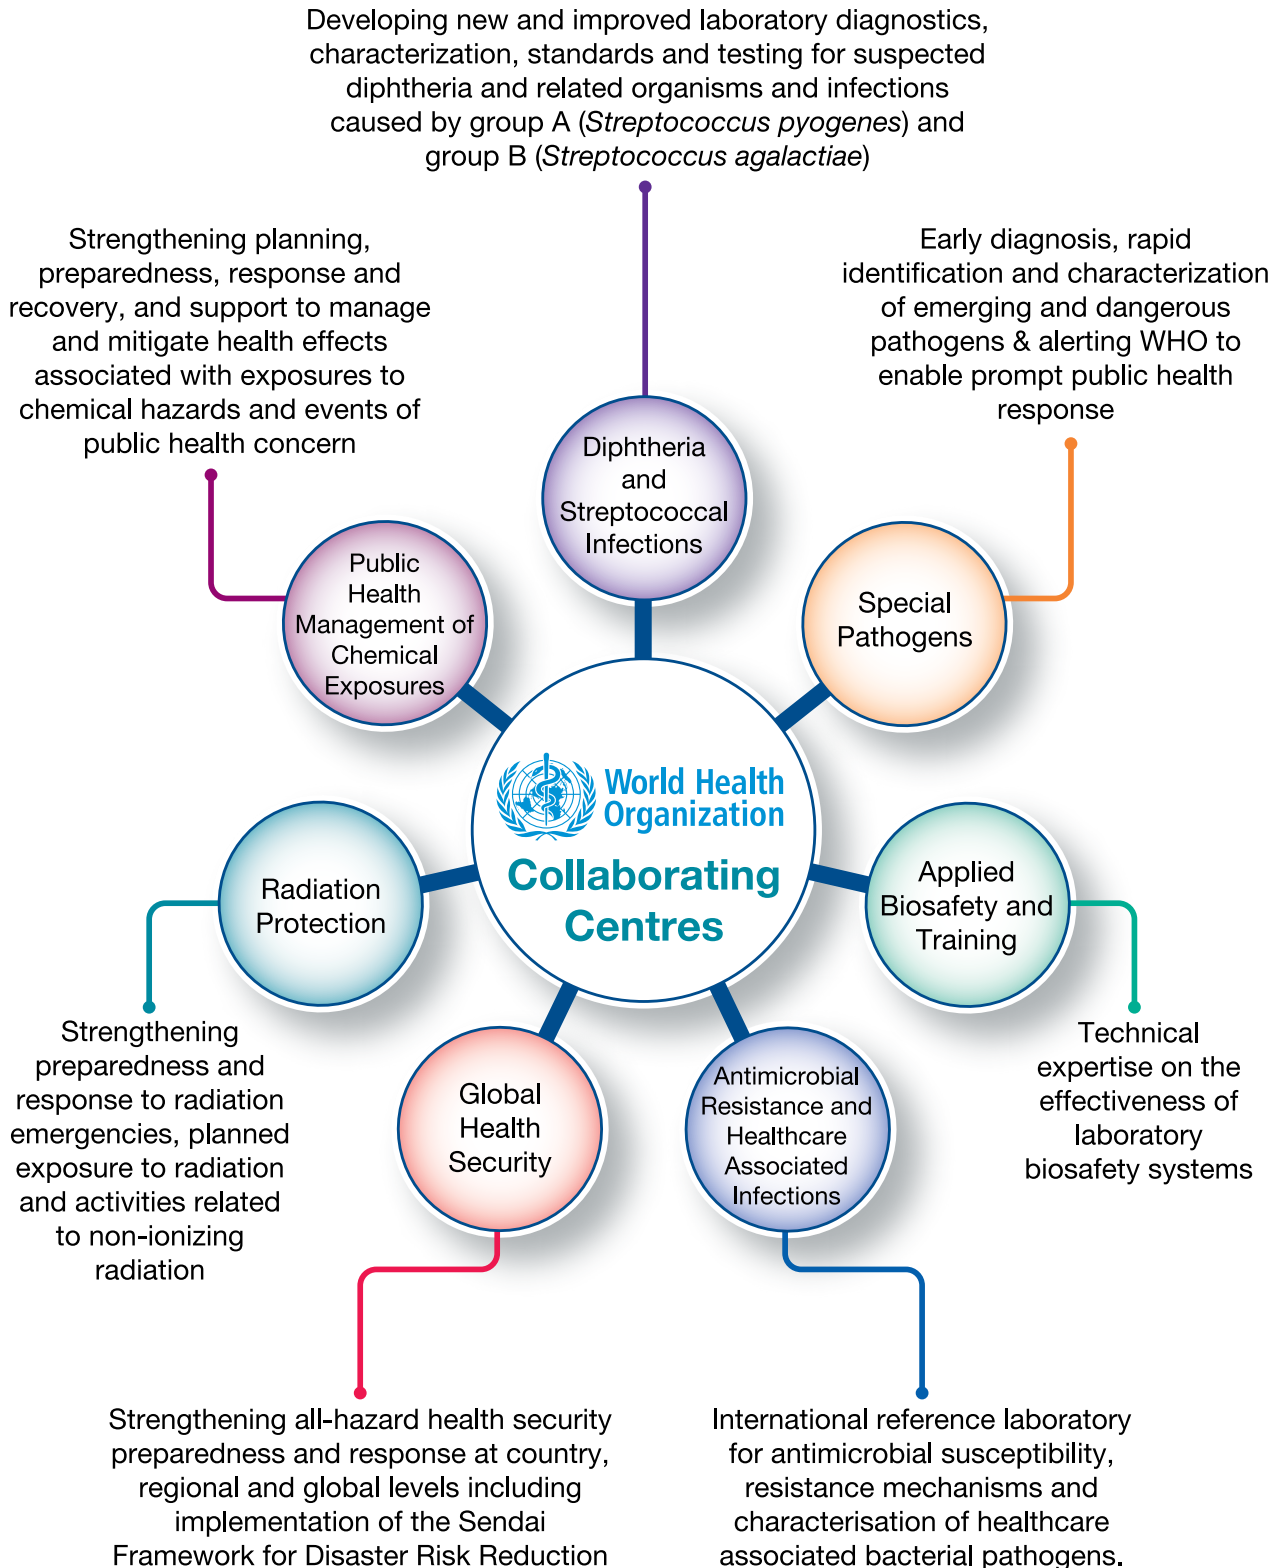 Developing new and improved laboratory diagnostics,
characterization, standards and testing for suspected
diphtheria and related organisms and infections
caused by group A (Streptococcus pyogenes) and
group B (Streptococcus agalactiae)
Strengthening planning,
preparedness, response and
recovery, and support to manage
and mitigate health effects
associated with exposures to
chemical hazards and events of
public health concern
Early diagnosis, rapid
identification and characterization
of emerging and dangerous
pathogens & alerting WHO to
enable prompt public health
response
Diphtheria
and
Streptococcal
Infections
Public
Health
Management of
Chemical
Exposures
Special
Pathogens
World Health
Organization
Collaborating
Centres
Radiation
Protection
Applied
Biosafety and
Training
Strengthening
preparedness and
response to radiation
emergencies, planned
exposure to radiation
and activities related
to non-ionizing
radiation
Global
Health
Security
Antimicrobial
Resistance and
Healthcare
Associated
Infections
Technical
expertise on the
effectiveness of
laboratory
biosafety systems
Strengthening all-hazard health security
preparedness and response at country,
regional and global levels including
implementation of the Sendai
Framework for Disaster Risk Reduction
International reference laboratory
for antimicrobial susceptibility,
resistance mechanisms and
characterisation of healthcare
associated bacterial pathogens.